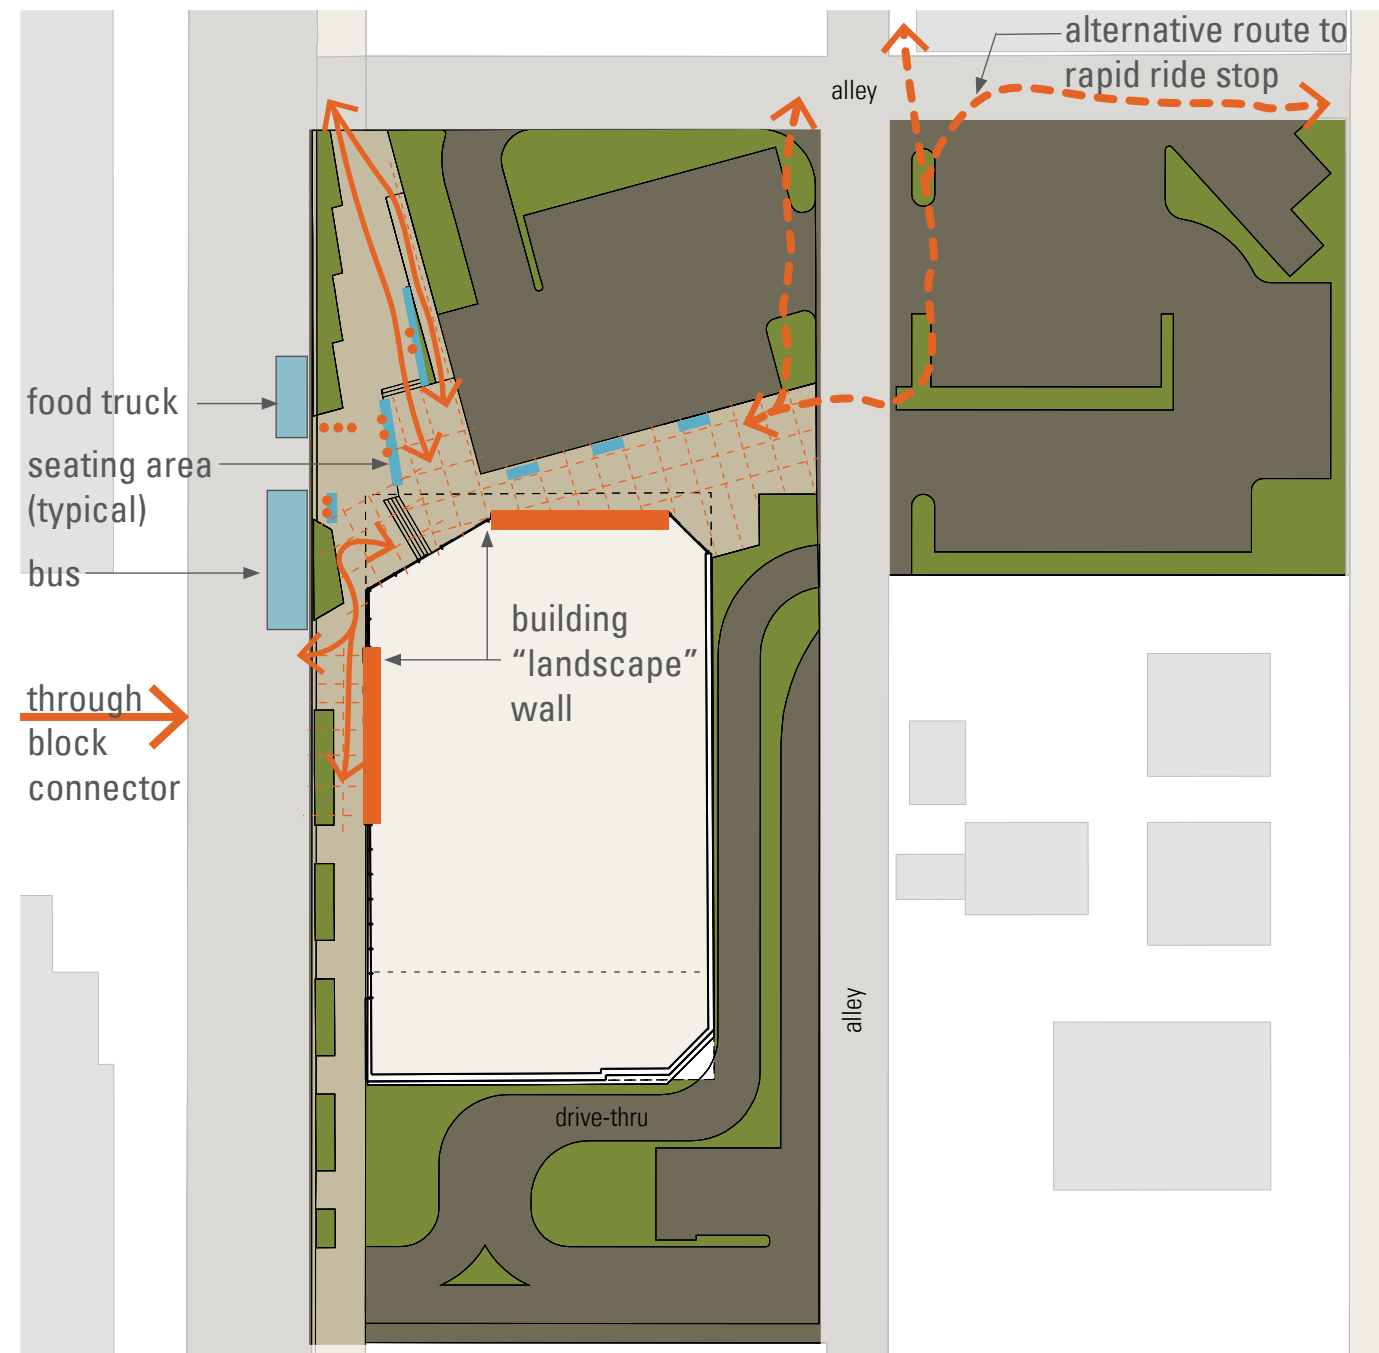 alternative route to
rapid ride stop
alley
food truck
seating area
(typical)
bus
building
“landscape”
wall
through
block
connector
alley
drive-thru